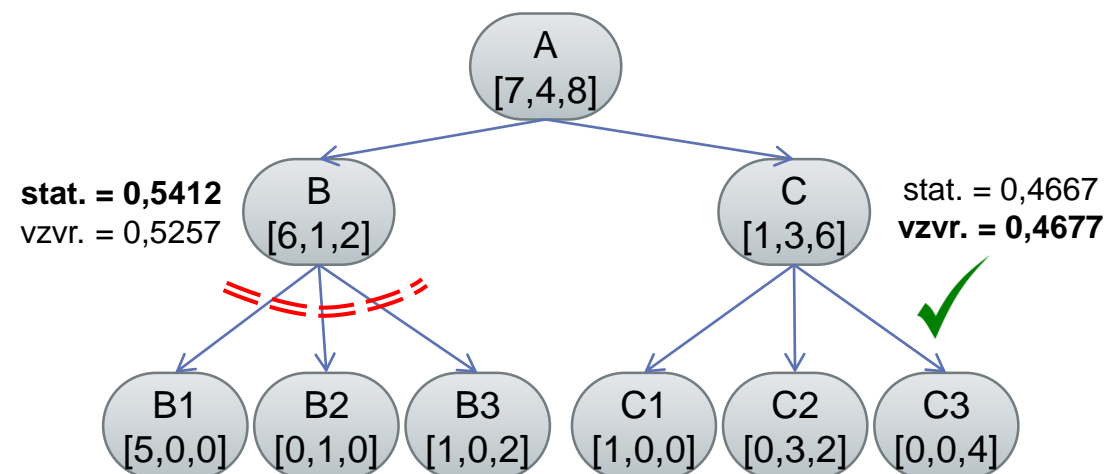 A
[7,4,8]
stat. = 0,5412
vzvr. = 0,5257
B
[6,1,2]
C
[1,3,6]
stat. = 0,4667
vzvr. = 0,4677
B1
[5,0,0]
B2
[0,1,0]
B3
[1,0,2]
C1
[1,0,0]
C2
[0,3,2]
C3
[0,0,4]